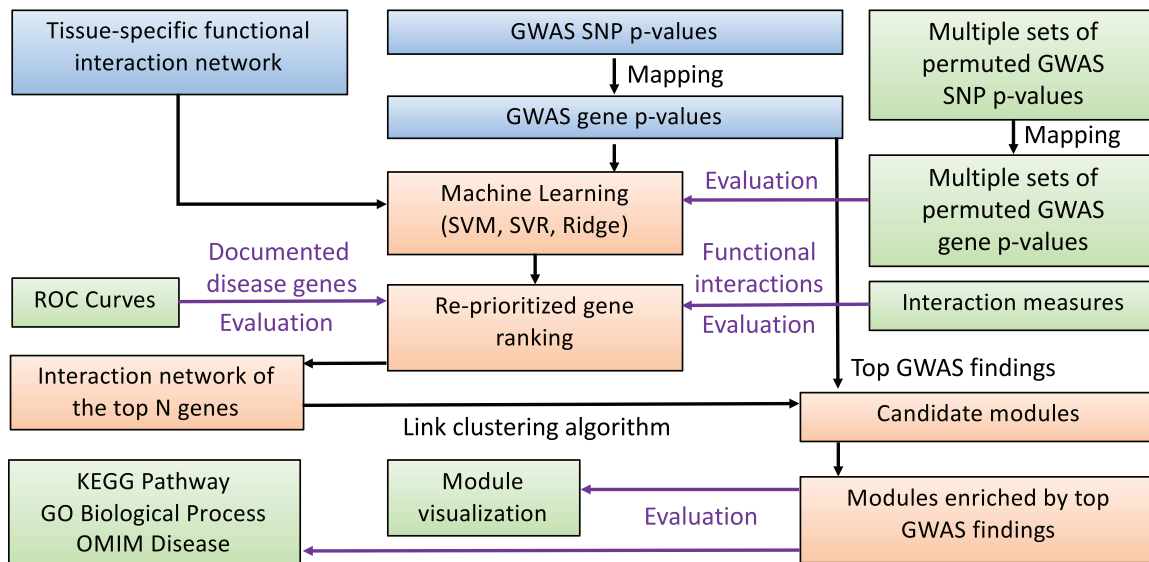 Tissue-specific functional
interaction network
GWAS SNP p-values
Multiple sets of
permuted GWAS
SNP p-values
Mapping
GWAS gene p-values
Mapping
Machine Learning
(SVM, SVR, Ridge)
Evaluation
Multiple sets of
permuted GWAS
gene p-values
ROC Curves
Documented
disease genes
Evaluation
Re-prioritized gene
ranking
Functional
interactions
Evaluation
Interaction measures
Interaction network of
the top N genes
Top GWAS findings
Link clustering algorithm
Candidate modules
KEGG Pathway
GO Biological Process
OMIM Disease
Module
visualization
Evaluation
Modules enriched by top
GWAS findings